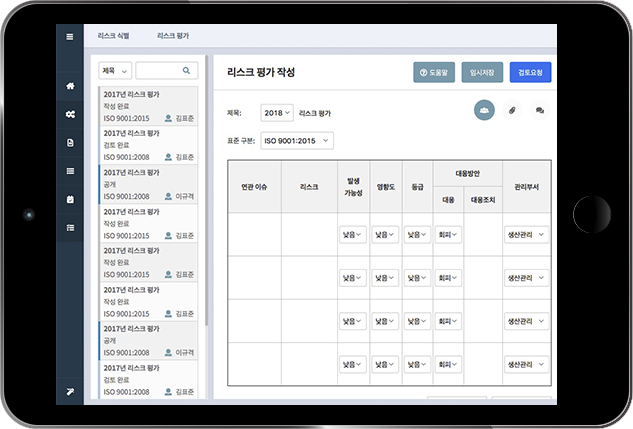 리스크 식별 리스크 평가
제목
2017년 리스크 평가
작성 완료
ISO 9001:2015 김표준
2017년 리스크 평가
검토 완료
ISO 9001:2008 김표준
2017년 리스크 평가
공개
ISO 9001:2008 이규격
2017년 리스크 평가
작성 완료
ISO 9001:2015 김표준
2017년 리스크 평가
작성 완료
ISO 9001:2015 김표준
2017년 리스크 평가
작성 완료
ISO 9001:2015 김표준
2017년 리스크 평가
공개
ISO 9001:2008 이규격
2017년 리스크 평가
검토 완료
ISO 9001:2008 김표준
리스크 평가 작성 도움말 임시저장 검토요청
제목: 2018 리스크 평가
표준 구분: ISO 9001:2015
연관 이슈 리스크 발생 가능성 영향도 등급 대응방안 관리부서
대응 대응조치
낮음 낮음 낮음 회피 생산관리
낮음 낮음 낮음 회피 생산관리
낮음 낮음 낮음 회피 생산관리
낮음 낮음 낮음 회피 생산관리